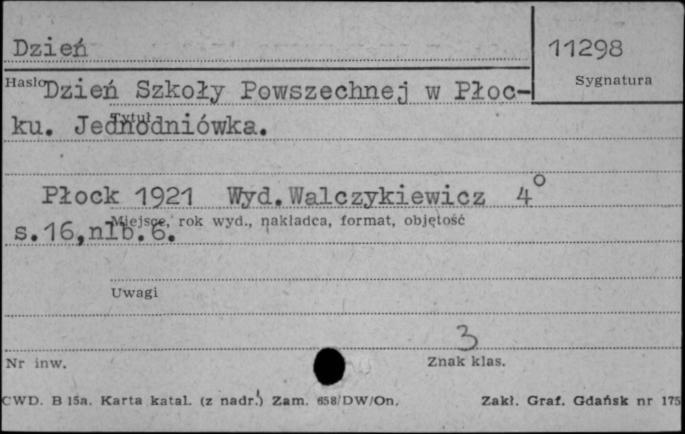 Dzień
11298
Hasło
Sygnatura
Dzień Szkoły Powszechnej w Płoc-
ku. Jednodniówka.
Tytuł
Płock 1921 Wyd. Walczykiewicz 4°
Miejsce, rok wyd., nakładca, format, objętość
s.16,nlb.6.
Uwagi
3
Nr inw.
Znak klas.
CWD. B 15a. Karta katal. (z nadr.) Zam. 658/DW/On.
Zakł. Graf. Gdańsk nr 175